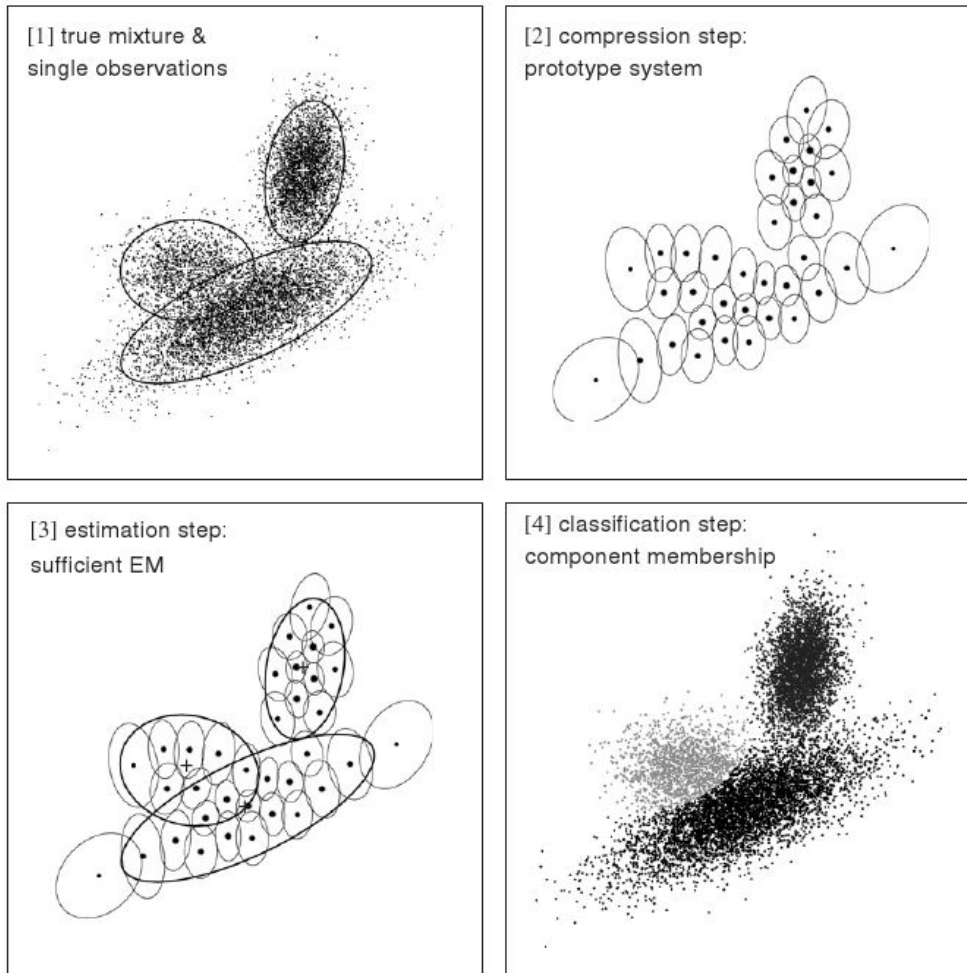 [1] true mixture &
single observations
[2] compression step:
prototype system
[3] estimation step:
sufficient EM
[4] classification step:
component membership